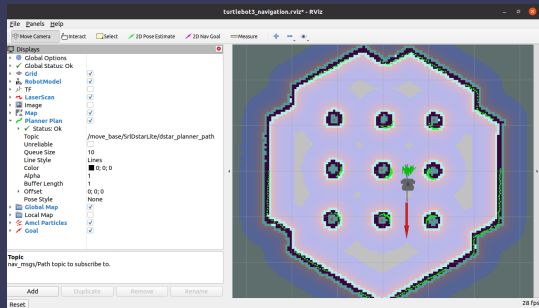 turtlebot3_navigation.rviz* - RViz
File Panels Help
Move Camera Interact Select 2D Pose Estimate 2D Nav Goal Measure
Displays
Global Options
Global Status: Ok
Grid
RobotModel
TF
LaserScan
Image
Map
Planner Plan
Status: Ok
Topic /move_base/SrlDstarLite/dstar_planner_path
Unreliable
Queue Size 10
Line Style Lines
Color 0; 0; 0
Alpha 1
Buffer Length 1
Offset 0; 0; 0
Pose Style None
Global Map
Local Map
Amcl Particles
Goal
Topic
nav_msgs/Path topic to subscribe to.
Add Duplicate Remove Rename
Reset 28 fps